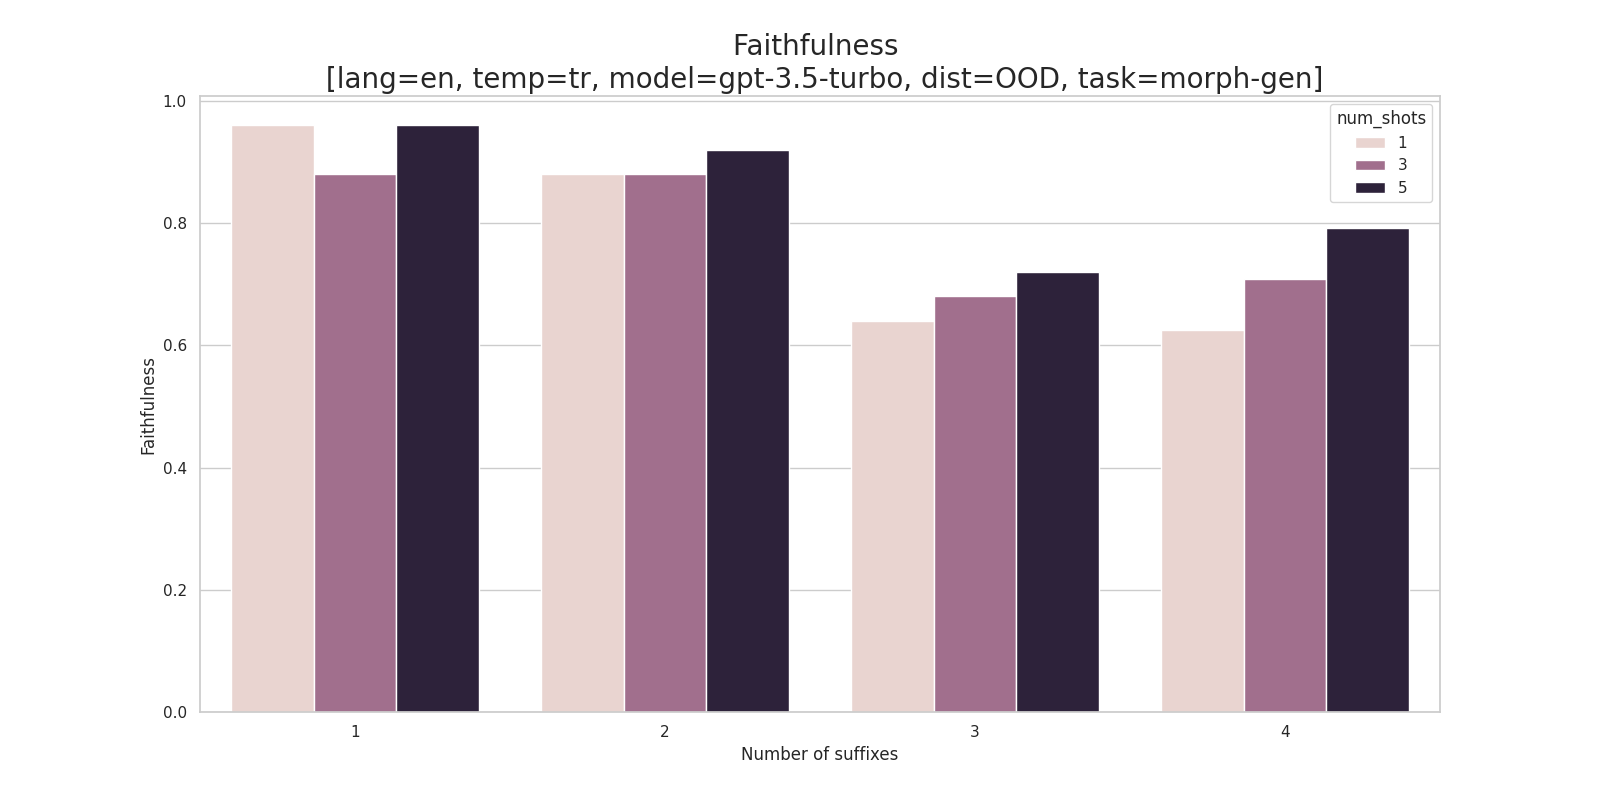 Faithfulness
[lang=en, temp=tr, model=gpt-3.5-turbo, dist=OOD, task=morph-gen]
num_shots
1
3
5
1.0
0.8
0.6
0.4
0.2
0.0
Faithfulness
1 2 3 4
Number of suffixes